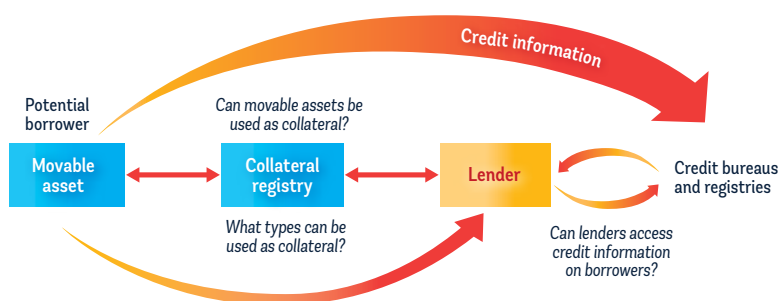 Credit information
Potential
borrower
Can movable assets be
used as collateral?
Movable
asset
Collateral
registry
Lender
Credit bureaus
and registries
What types can be
used as collateral?
Can lenders access
credit information
on borrowers?